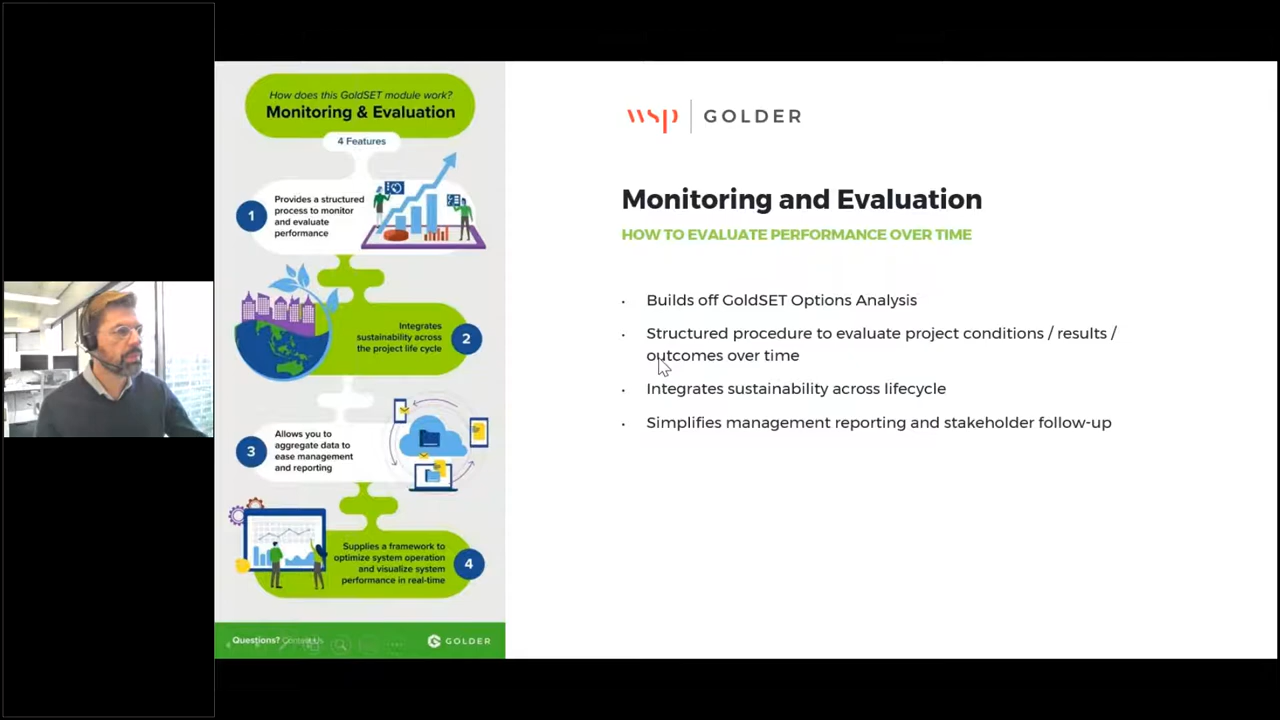 How does this GoldSET module work?
Monitoring & Evaluation
4 Features
1
Provides a structured
process to monitor
and evaluate
performance
Integrates
sustainability across
the project life cycle
2
3
Allows you to
aggregate data to
ease management
and reporting
Supplies a framework to
optimize system operation
and visualize system
performance in real-time
4
Questions? Contact Us
GOLDER
wsp | GOLDER
Monitoring and Evaluation
HOW TO EVALUATE PERFORMANCE OVER TIME
• Builds off GoldSET Options Analysis
• Structured procedure to evaluate project conditions / results /
outcomes over time
• Integrates sustainability across lifecycle
• Simplifies management reporting and stakeholder follow-up